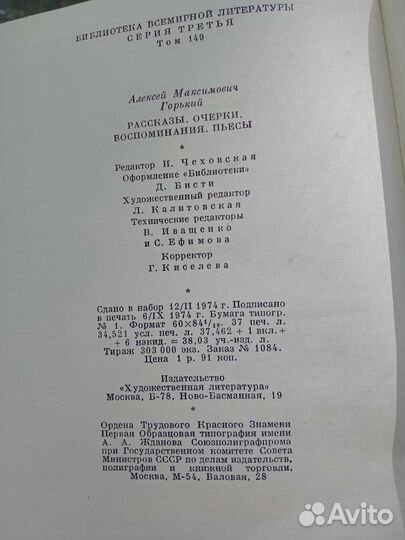 БИБЛИОТЕКА ВСЕМИРНОЙ ЛИТЕРАТУРЫ
СЕРИЯ ТРЕТЬЯ
Том 149
Алексей Максимович
Горький
РАССКАЗЫ. ОЧЕРКИ.
ВОСПОМИНАНИЯ. ПЬЕСЫ
*
Редактор И. Чеховская
Оформление «Библиотеки»
Д. Бисти
Художественный редактор
Л. Калитовская
Технические редакторы
В. Иващенко
и С. Ефимова
Корректор
Г. Киселева
*
Сдано в набор 12/II 1974 г. Подписано
в печать 6/IX 1974 г. Бумага типогр.
№ 1. Формат 60×84¹/₁₆. 37 печ. л.
34,521 усл. печ. л. 37,462 + 1 вкл. +
+ 6 накид. = 38,03 уч.-изд. л.
Тираж 303 000 экз. Заказ № 1084.
Цена 1 р. 91 коп.
Издательство
«Художественная литература»
Москва, Б-78, Ново-Басманная, 19
*
Ордена Трудового Красного Знамени
Первая Образцовая типография имени
А. А. Жданова Союзполиграфпрома
при Государственном комитете Совета
Министров СССР по делам издательств,
полиграфии и книжной торговли.
Москва, М-54, Валовая, 28
Avito